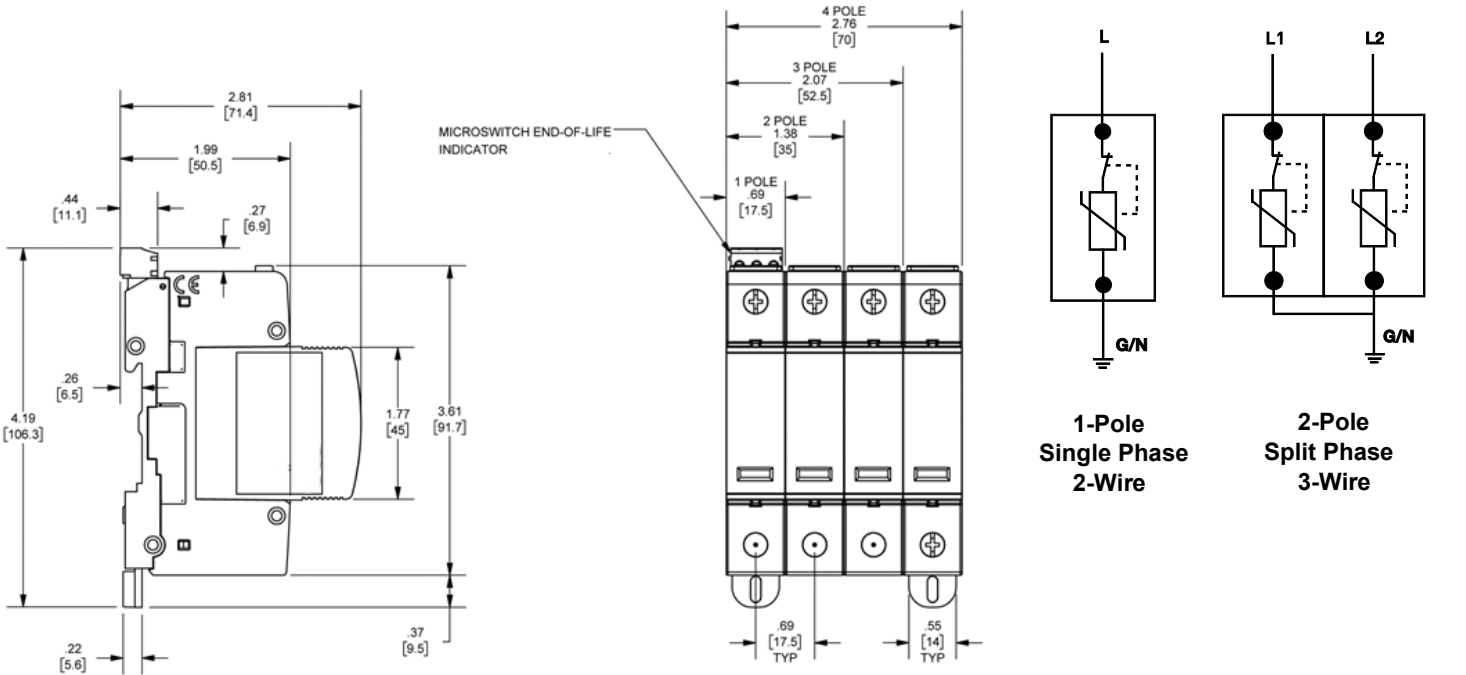 2.81
[71.4]
1.99
[50.5]
.44
[11.1]
.27
[6.9]
CE
.26
[6.5]
4.19
[106.3]
1.77
[45]
3.61
[91.7]
.37
[9.5]
.22
[5.6]
MICROSWITCH END-OF-LIFE
INDICATOR
4 POLE
2.76
[70]
3 POLE
2.07
[52.5]
2 POLE
1.38
[35]
1 POLE
.69
[17.5]
.69
[17.5]
TYP
.55
[14]
TYP
L
G/N
1-Pole
Single Phase
2-Wire
L1 L2
G/N
2-Pole
Split Phase
3-Wire